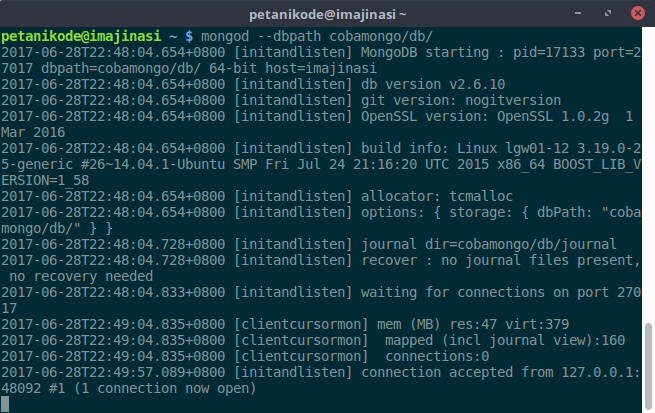 petanikode@imajinasi ~
petanikode@imajinasi ~ $ mongod --dbpath cobamongo/db/
2017-06-28T22:48:04.654+0800 [initandlisten] MongoDB starting : pid=17133 port=2
7017 dbpath=cobamongo/db/ 64-bit host=imajinasi
2017-06-28T22:48:04.654+0800 [initandlisten] db version v2.6.10
2017-06-28T22:48:04.654+0800 [initandlisten] git version: nogitversion
2017-06-28T22:48:04.654+0800 [initandlisten] OpenSSL version: OpenSSL 1.0.2g  1
Mar 2016
2017-06-28T22:48:04.654+0800 [initandlisten] build info: Linux lgw01-12 3.19.0-2
5-generic #26~14.04.1-Ubuntu SMP Fri Jul 24 21:16:20 UTC 2015 x86_64 BOOST_LIB_V
ERSION=1_58
2017-06-28T22:48:04.654+0800 [initandlisten] allocator: tcmalloc
2017-06-28T22:48:04.654+0800 [initandlisten] options: { storage: { dbPath: "coba
mongo/db/" } }
2017-06-28T22:48:04.728+0800 [initandlisten] journal dir=cobamongo/db/journal
2017-06-28T22:48:04.728+0800 [initandlisten] recover : no journal files present,
 no recovery needed
2017-06-28T22:48:04.833+0800 [initandlisten] waiting for connections on port 270
17
2017-06-28T22:49:04.835+0800 [clientcursormon] mem (MB) res:47 virt:379
2017-06-28T22:49:04.835+0800 [clientcursormon]  mapped (incl journal view):160
2017-06-28T22:49:04.835+0800 [clientcursormon]  connections:0
2017-06-28T22:49:57.089+0800 [initandlisten] connection accepted from 127.0.0.1:
48092 #1 (1 connection now open)